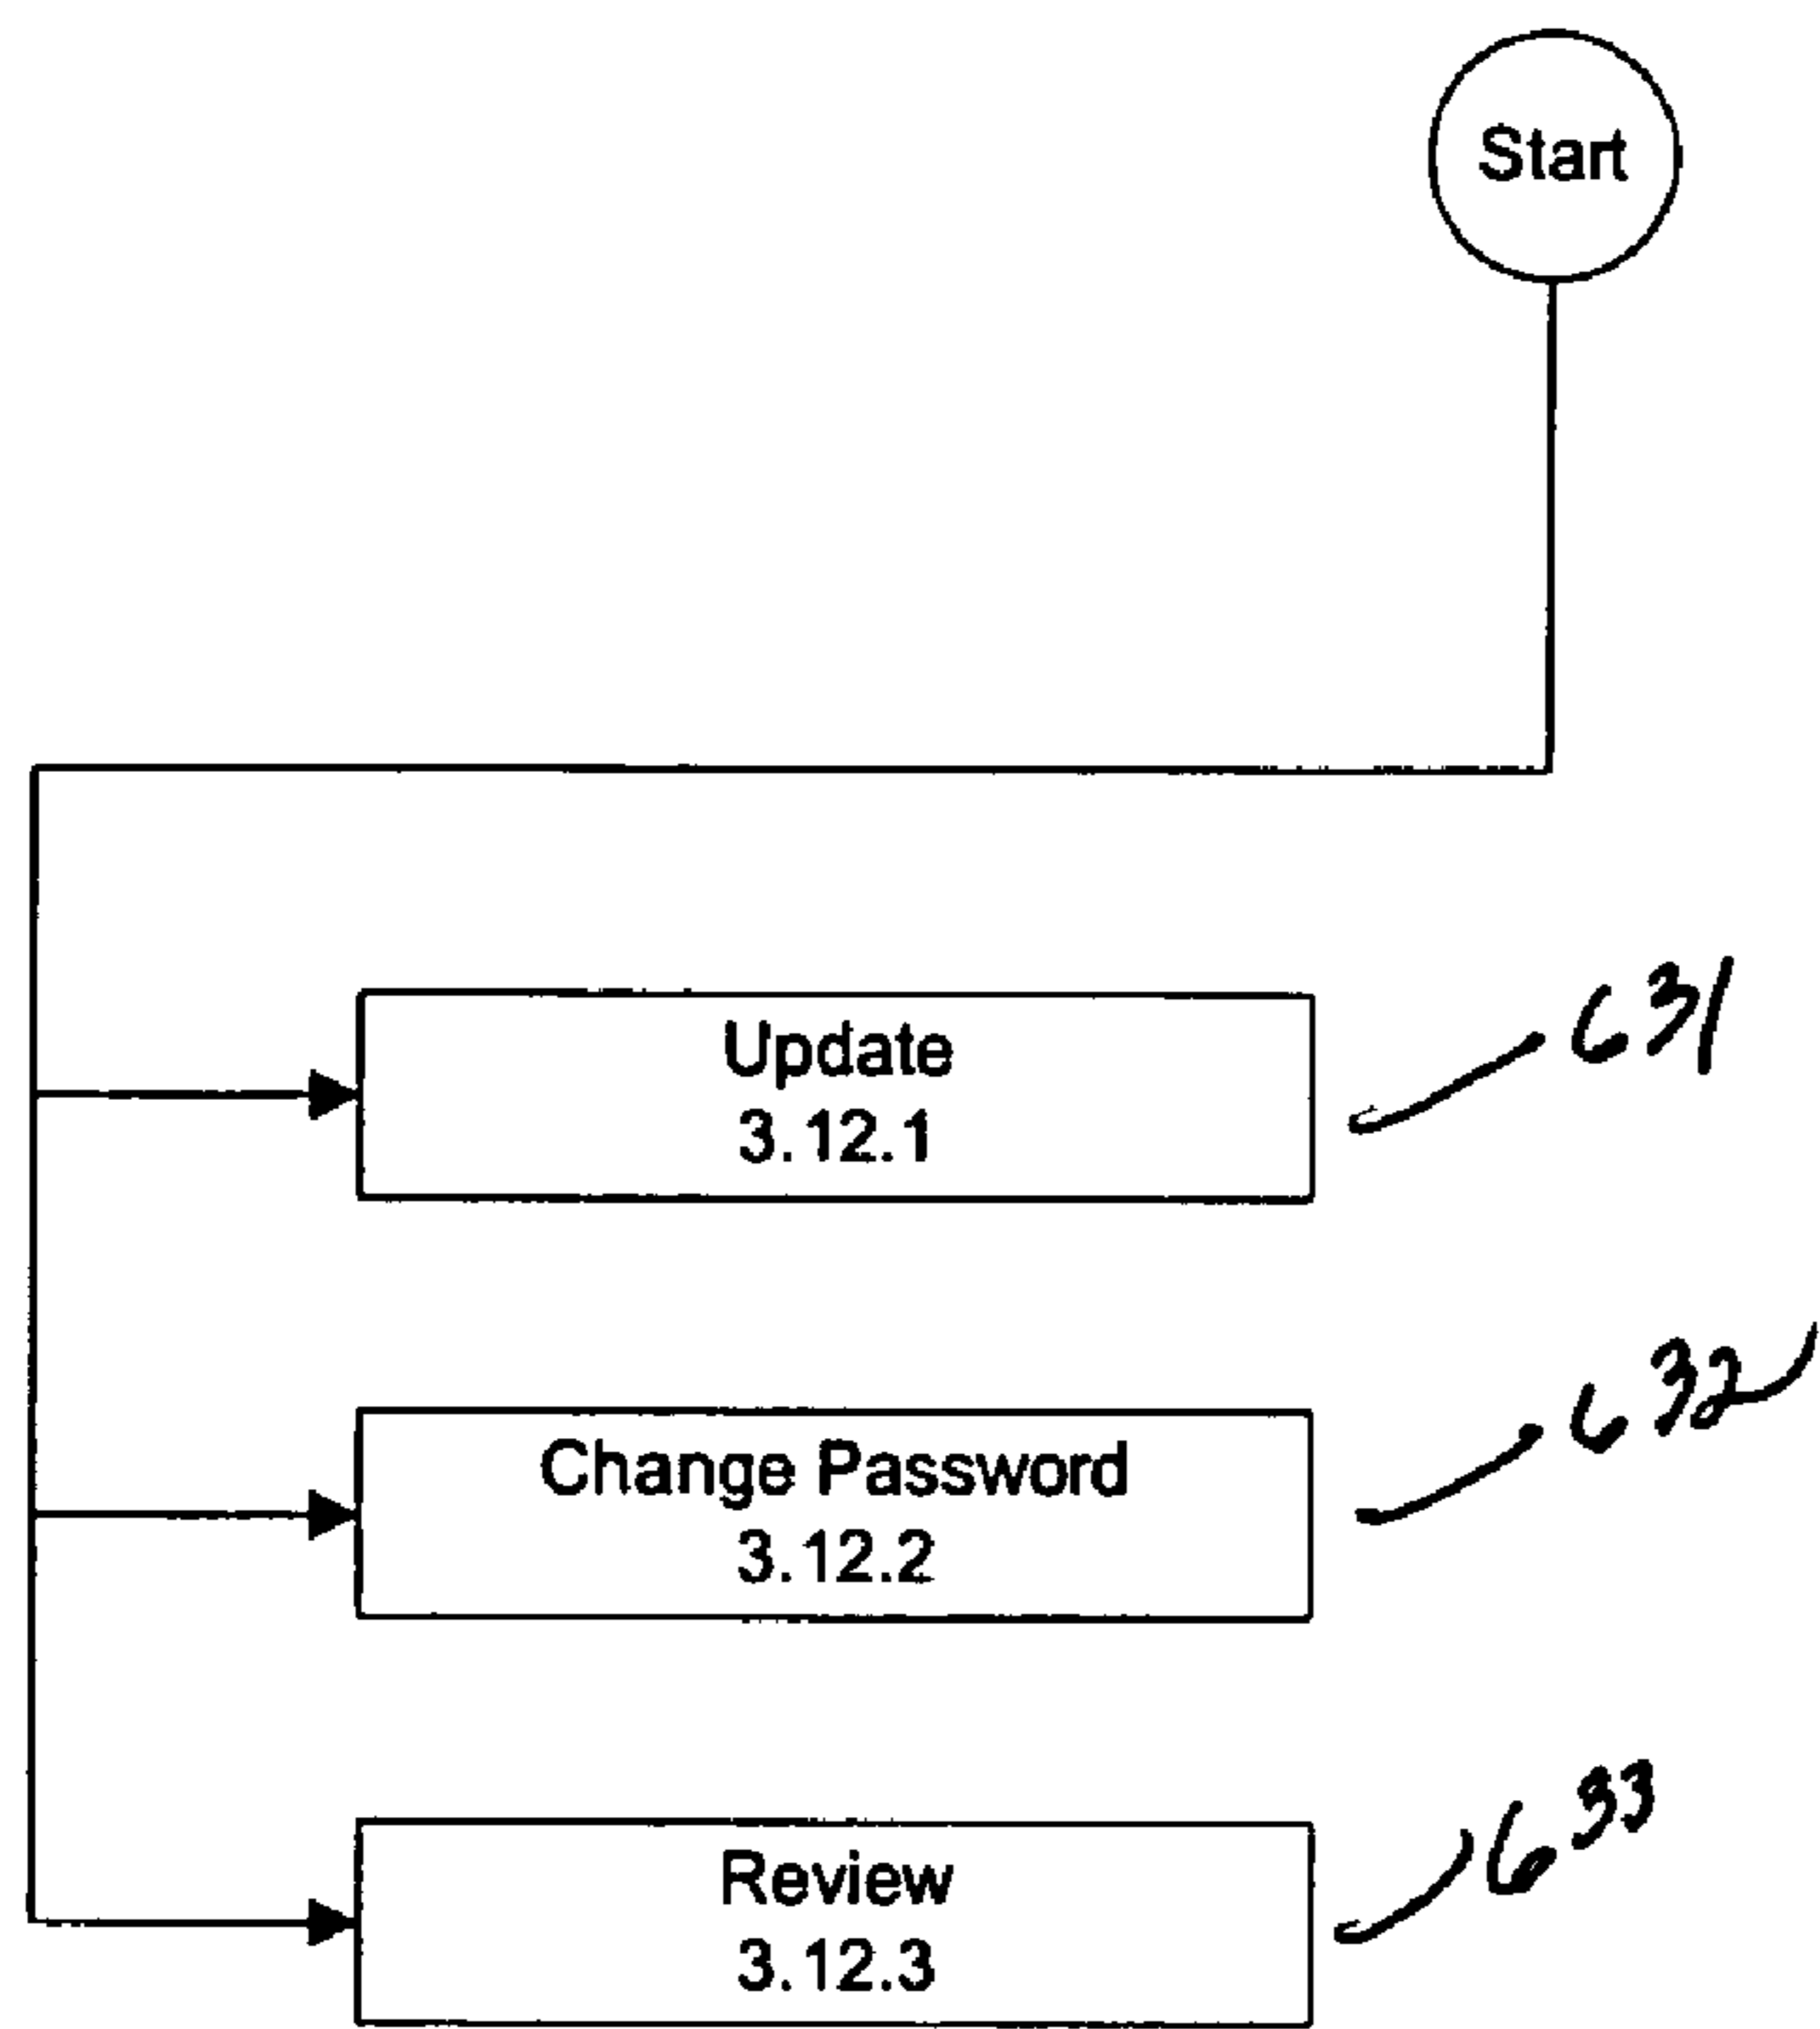 Start
Update
3.12.1
631
Change Password
3.12.2
632
Review
3.12.3
633